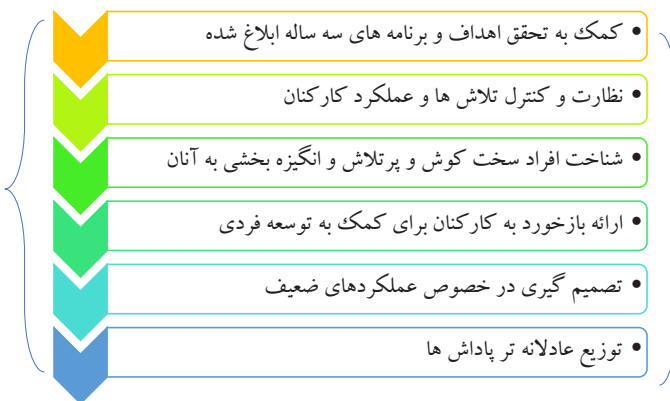 • کمک به تحقق اهداف و برنامه های سه ساله ابلاغ شده
• نظارت و کنترل تلاش ها و عملکرد کارکنان
• شناخت افراد سخت کوش و پرتلاش و انگیزه بخشی به آنان
• ارائه بازخورد به کارکنان برای کمک به توسعه فردی
• تصمیم گیری در خصوص عملکردهای ضعیف
• توزیع عادلانه تر پاداش ها